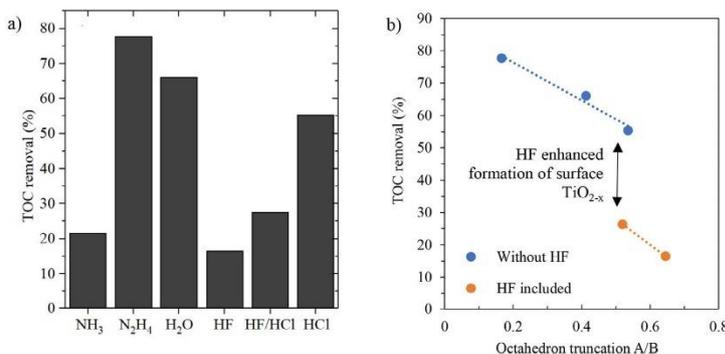 a)
80
70
60
50
40
30
20
10
0
TOC removal (%)
NH₃ N₂H₄ H₂O HF HF/HCl HCl
b)
90
80
70
60
50
40
30
20
10
0
TOC removal (%)
HF enhanced
formation of surface
TiO₂₋ₓ
Without HF
HF included
0 0.2 0.4 0.6 0.8
Octahedron truncation A/B